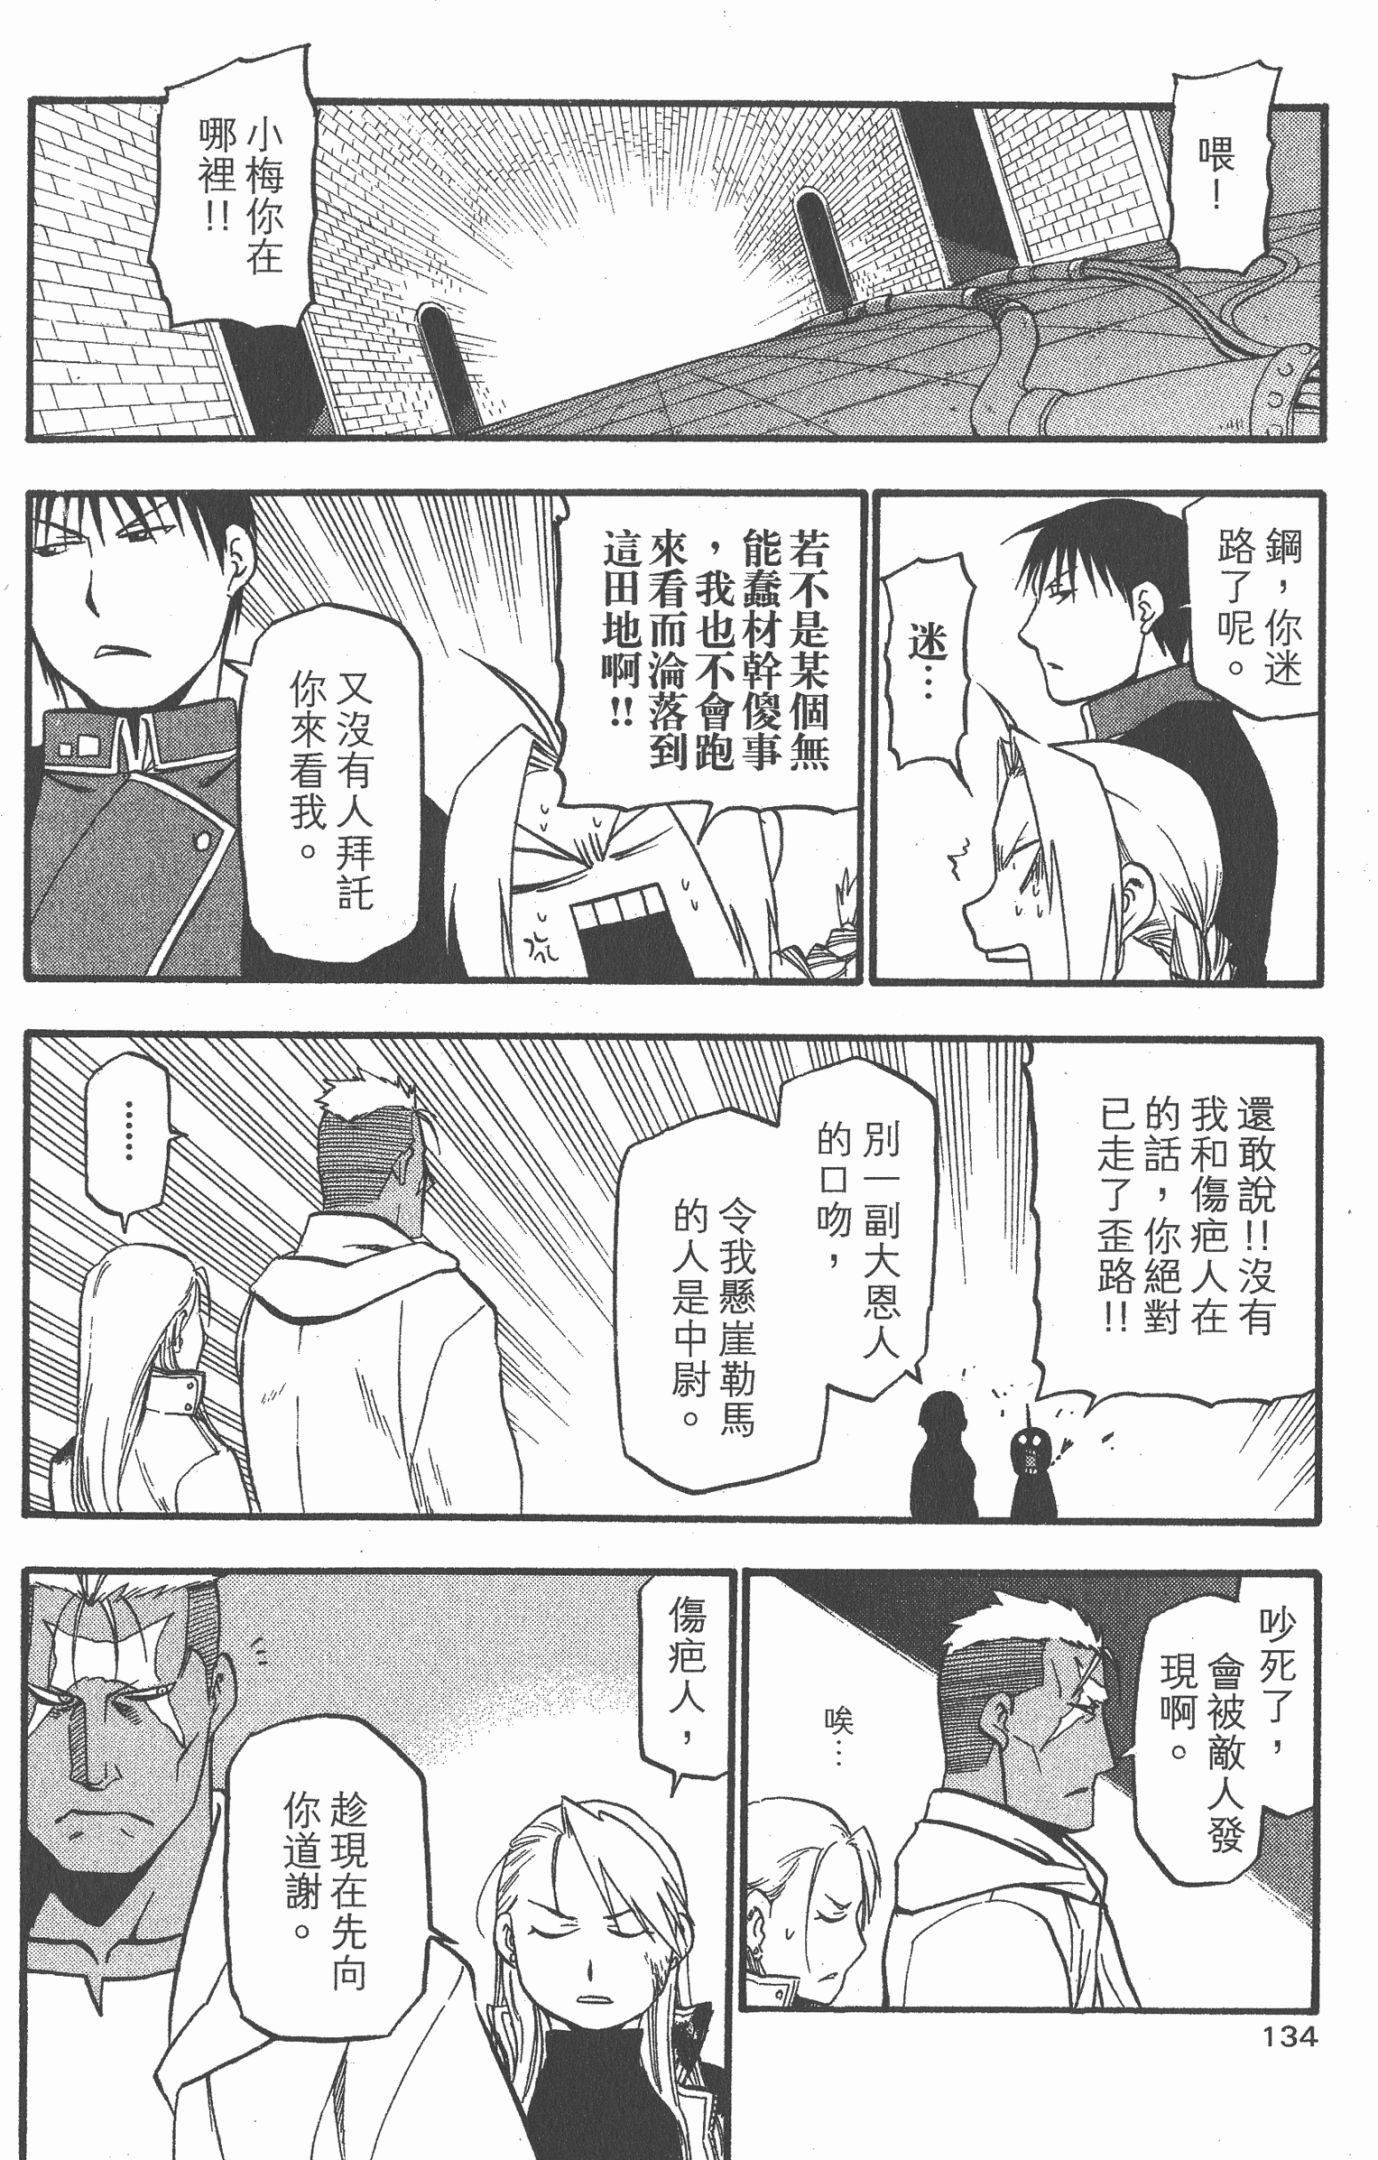 喂！
小梅你在
哪裡!!
鋼，你迷
路了呢。
迷…
若不是某個無
能蠢材幹傻事
，我也不會跑
來看而淪落到
這田地啊!!
又沒有人拜託
你來看我。
還敢說!!沒有
我和傷疤人在
的話，你絕對
已走了歪路!!
別一副大恩人
的口吻，
令我懸崖勒馬
的人是中尉。
……
吵死了，
會被敵人發
現啊。
唉…
傷疤人，
趁現在先向
你道謝。
134